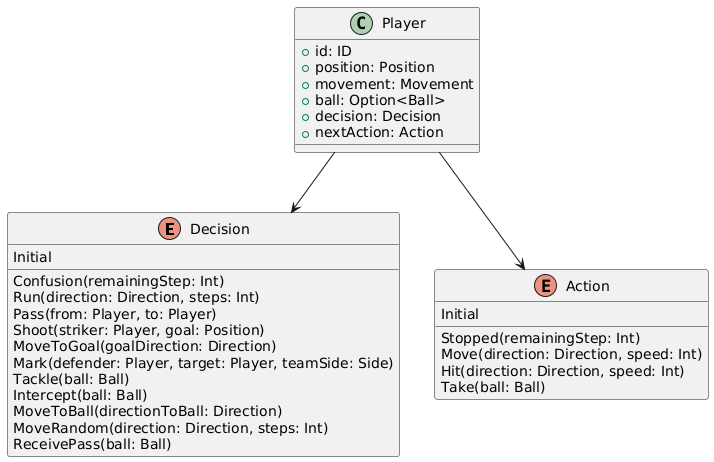 C Player
id: ID
position: Position
movement: Movement
ball: Option<Ball>
decision: Decision
nextAction: Action
E Decision
Initial
Confusion(remainingStep: Int)
Run(direction: Direction, steps: Int)
Pass(from: Player, to: Player)
Shoot(striker: Player, goal: Position)
MoveToGoal(goalDirection: Direction)
Mark(defender: Player, target: Player, teamSide: Side)
Tackle(ball: Ball)
Intercept(ball: Ball)
MoveToBall(directionToBall: Direction)
MoveRandom(direction: Direction, steps: Int)
ReceivePass(ball: Ball)
E Action
Initial
Stopped(remainingStep: Int)
Move(direction: Direction, speed: Int)
Hit(direction: Direction, speed: Int)
Take(ball: Ball)